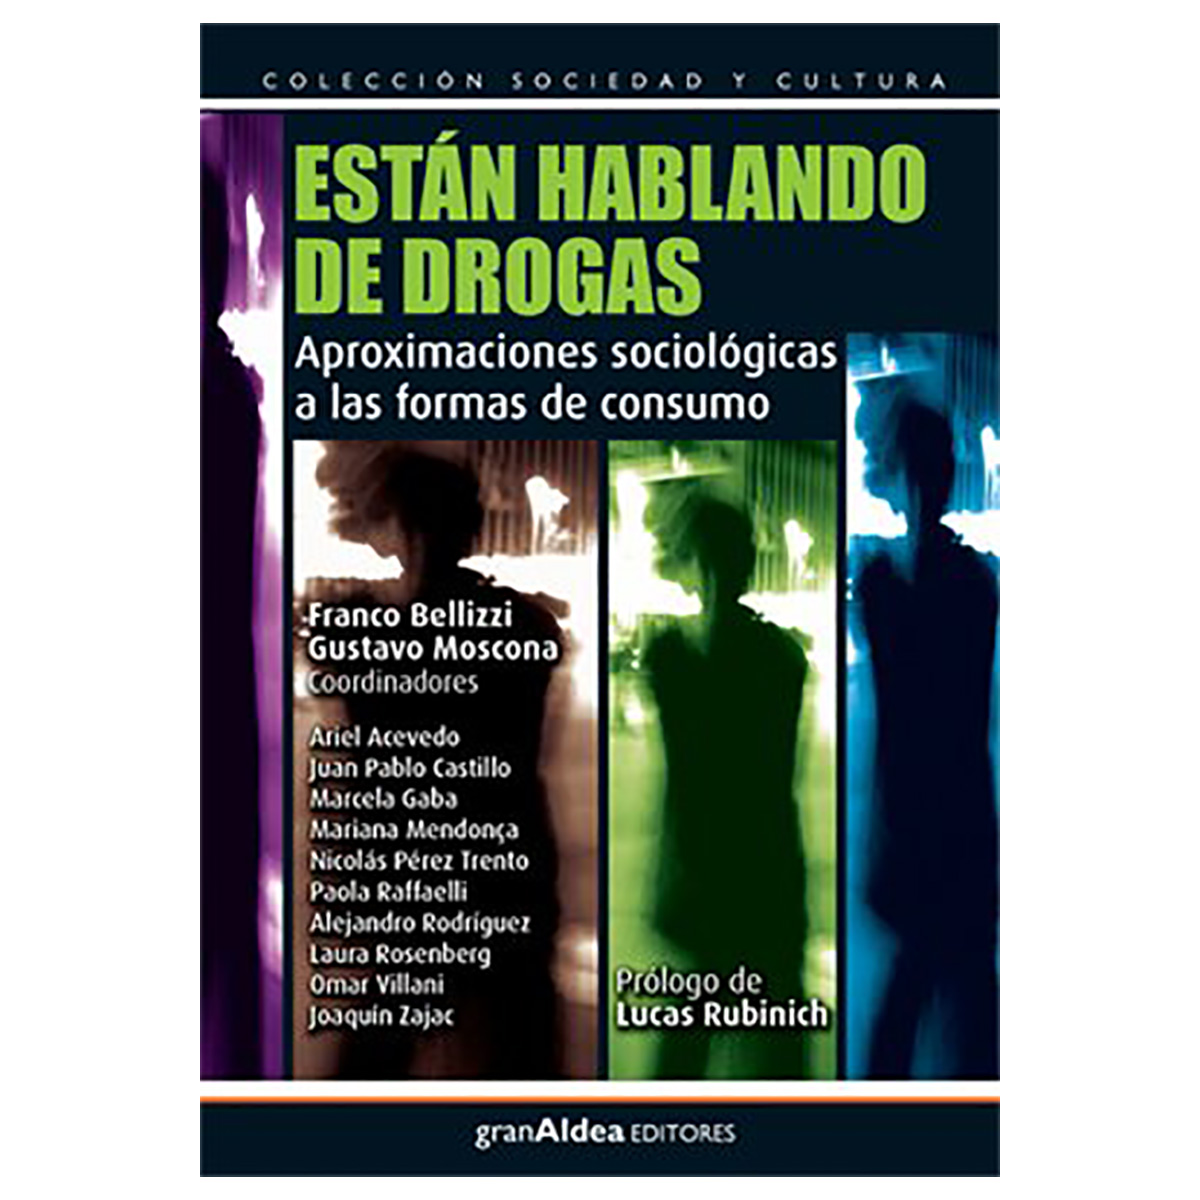 COLECCIÓN SOCIEDAD Y CULTURA
ESTÁN HABLANDO
DE DROGAS
Aproximaciones sociológicas
a las formas de consumo
Franco Bellizzi
Gustavo Moscona
Coordinadores
Ariel Acevedo
Juan Pablo Castillo
Marcela Gaba
Mariana Mendonça
Nicolás Pérez Trento
Paola Raffaelli
Alejandro Rodríguez
Laura Rosenberg
Omar Villani
Joaquín Zajac
Prólogo de
Lucas Rubinich
granAldea EDITORES